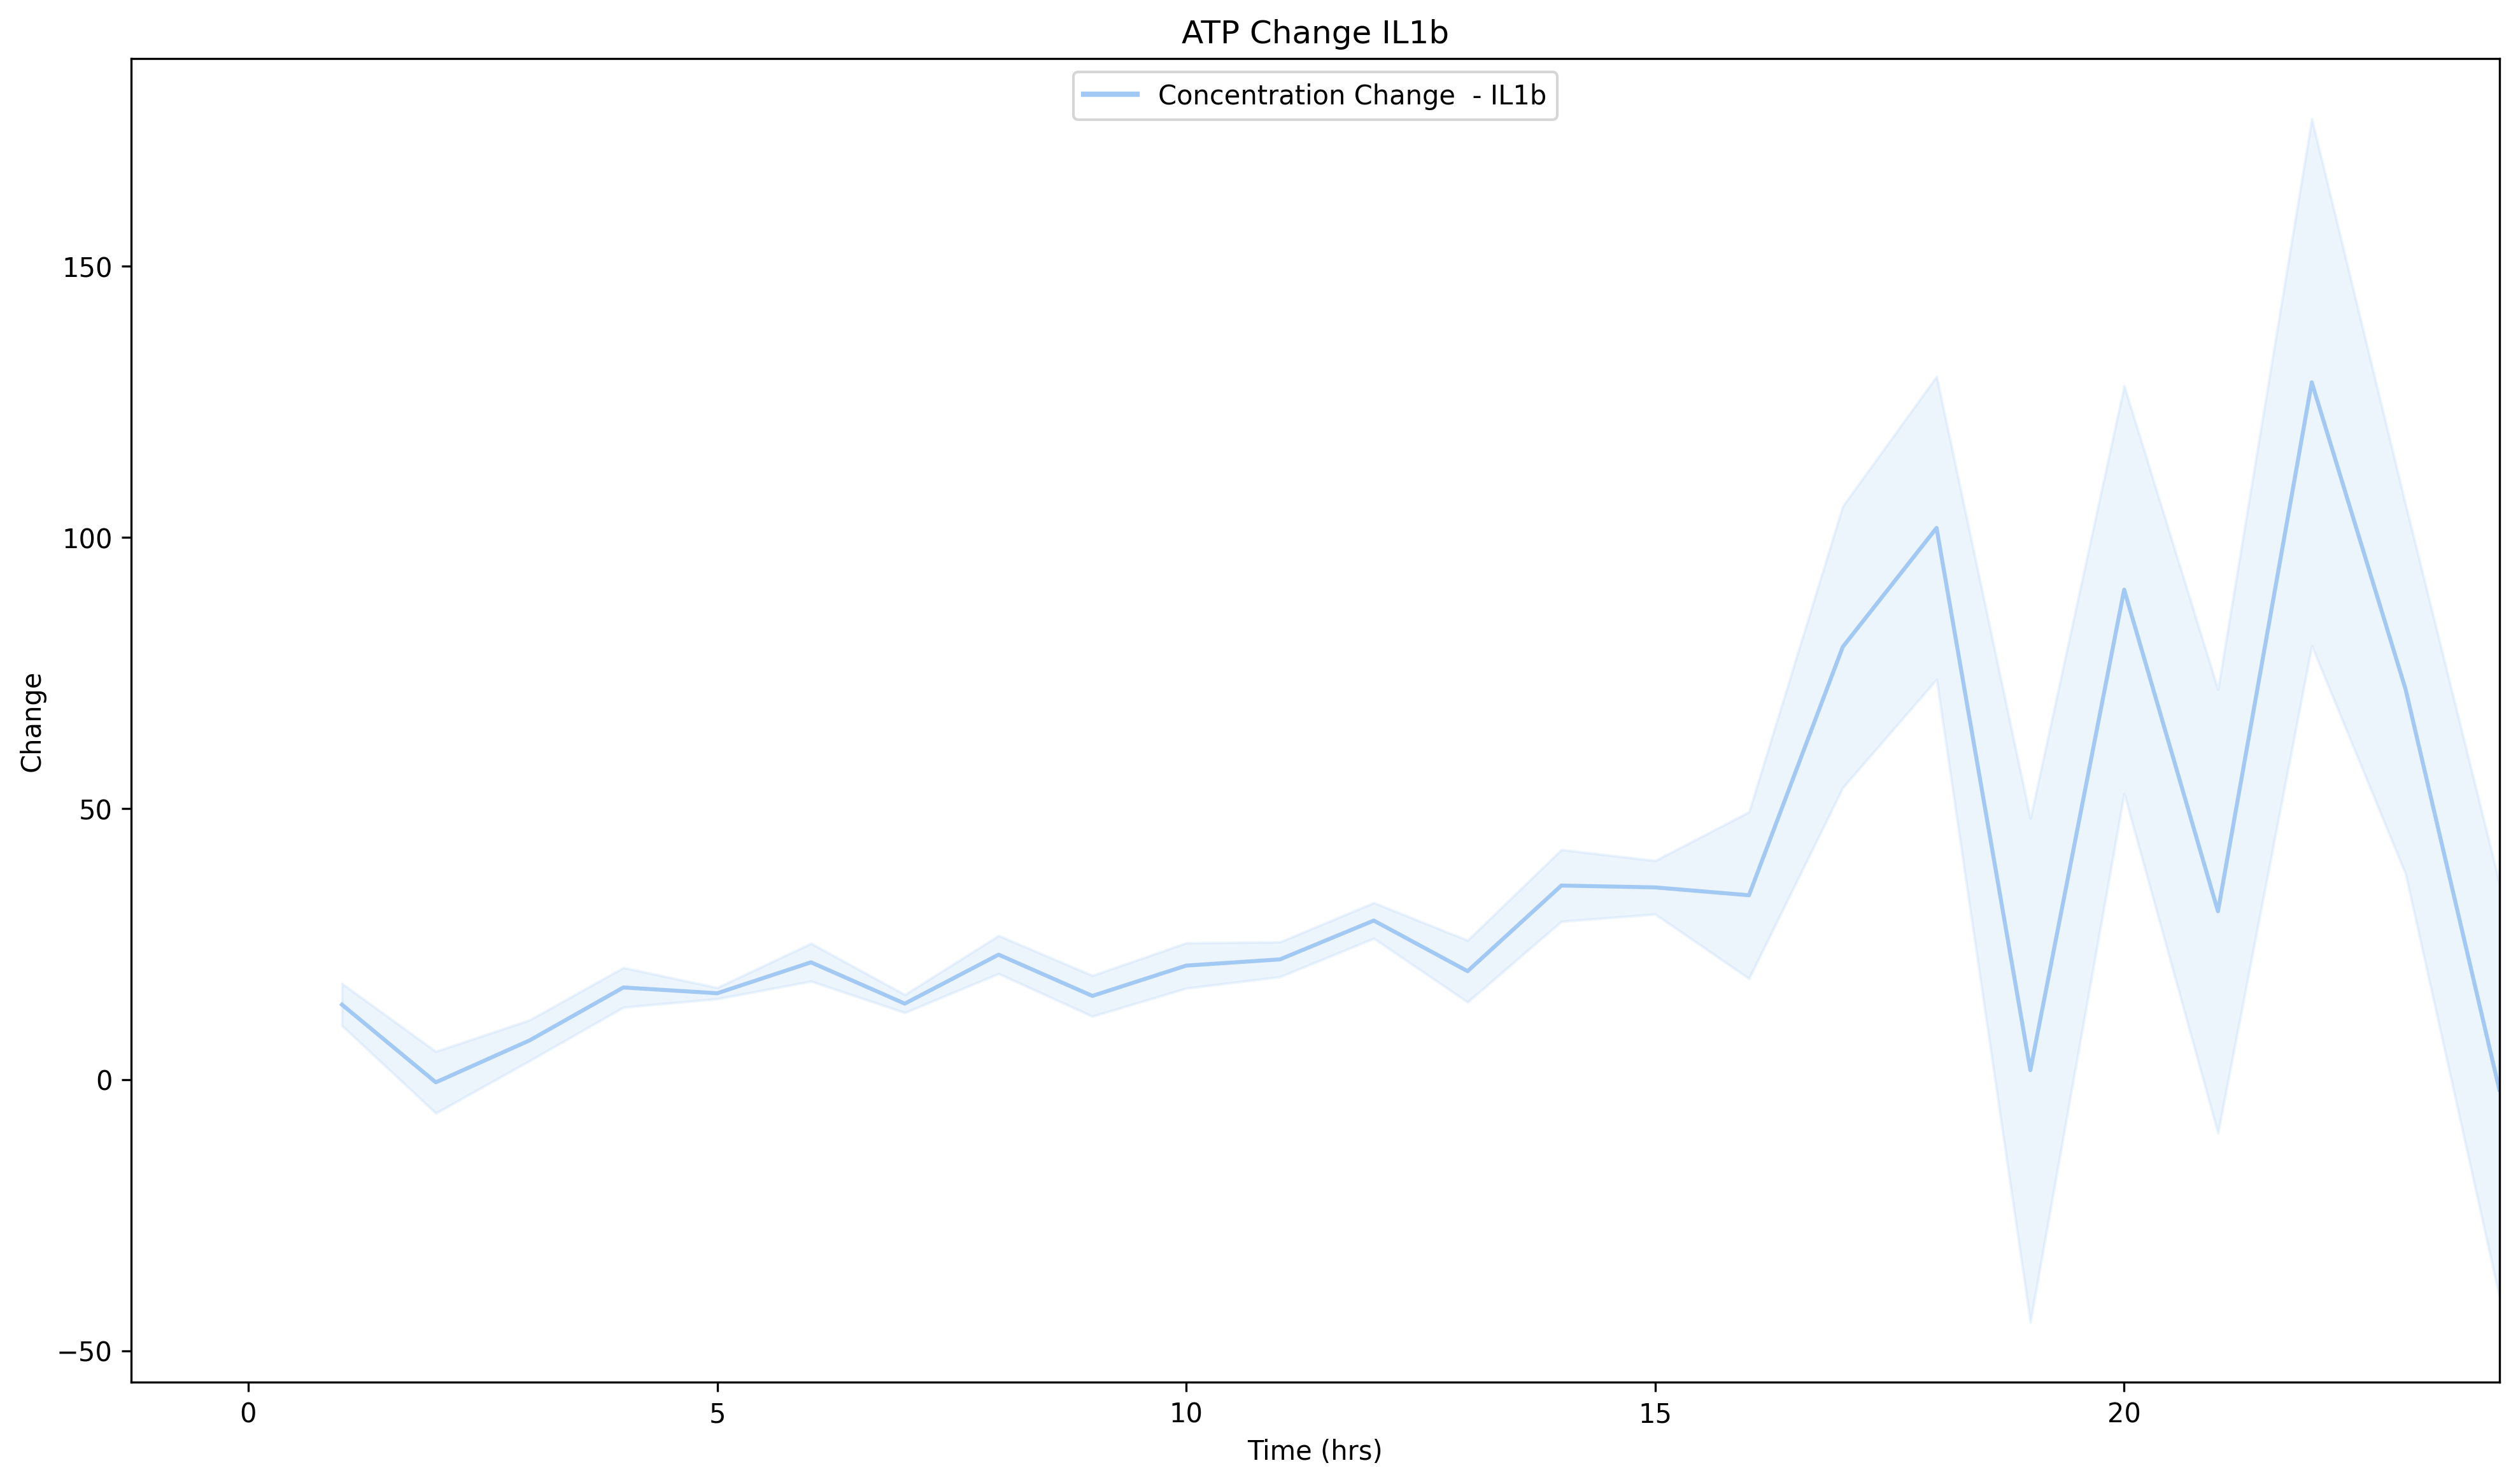 ATP Change IL1b
Concentration Change  - IL1b
150
100
50
0
−50
Change
0
5
10
15
20
Time (hrs)